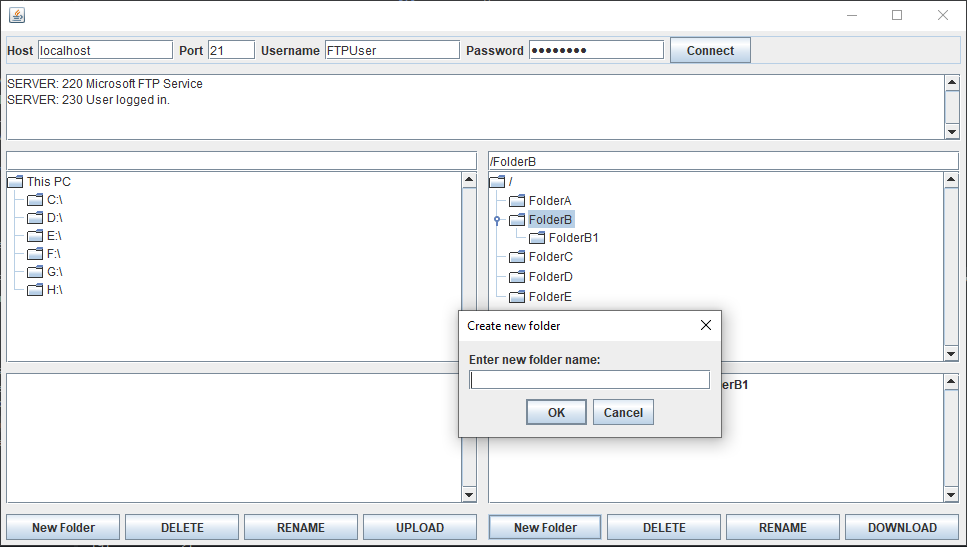 Host localhost Port 21 Username FTPUser Password •••••••• Connect
SERVER: 220 Microsoft FTP Service
SERVER: 230 User logged in.
/FolderB
This PC
C:\
D:\
E:\
F:\
G:\
H:\
/
FolderA
FolderB
FolderB1
FolderC
FolderD
FolderE
Create new folder
Enter new folder name:
OK Cancel
erB1
New Folder DELETE RENAME UPLOAD
New Folder DELETE RENAME DOWNLOAD